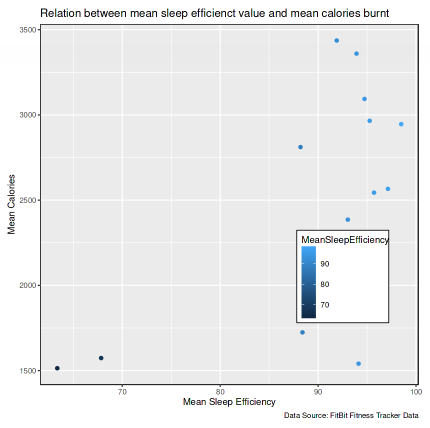 Relation between mean sleep efficienct value and mean calories burnt
3500
3000
2500
2000
1500
Mean Calories
MeanSleepEfficiency
90
80
70
70
80
90
100
Mean Sleep Efficiency
Data Source: FitBit Fitness Tracker Data